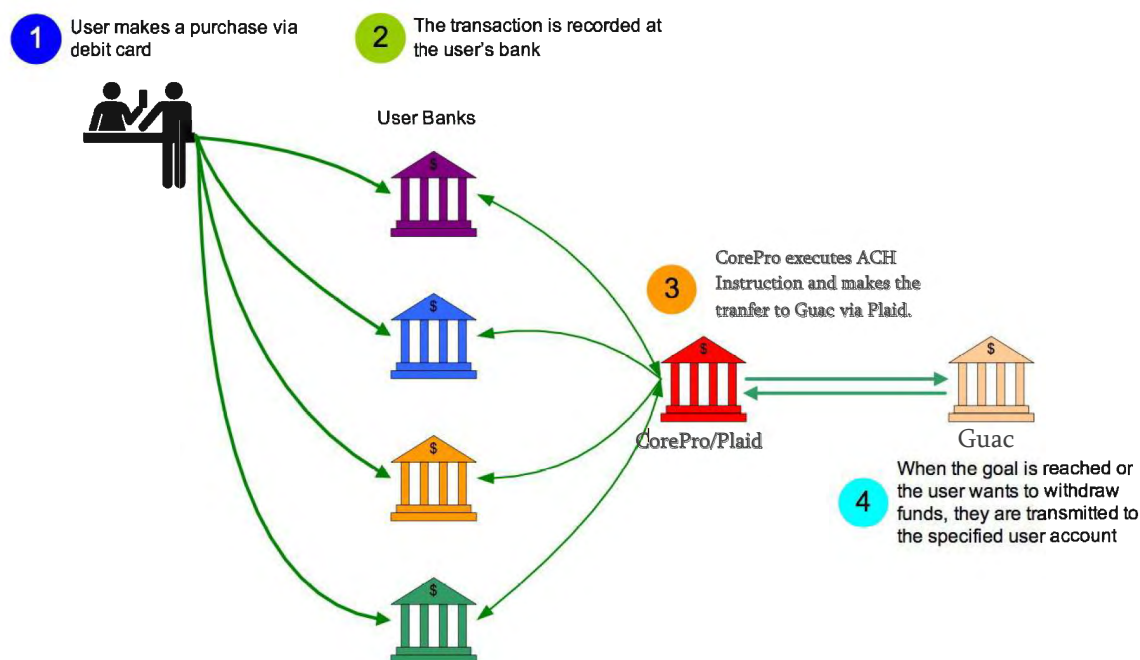 1
User makes a purchase via
debit card
2
The transaction is recorded at
the user's bank
User Banks
$
$
$
$
3
CorePro executes ACH
Instruction and makes the
tranfer to Guac via Plaid.
$
CorePro/Plaid
$
Guac
4
When the goal is reached or
the user wants to withdraw
funds, they are transmitted to
the specified user account